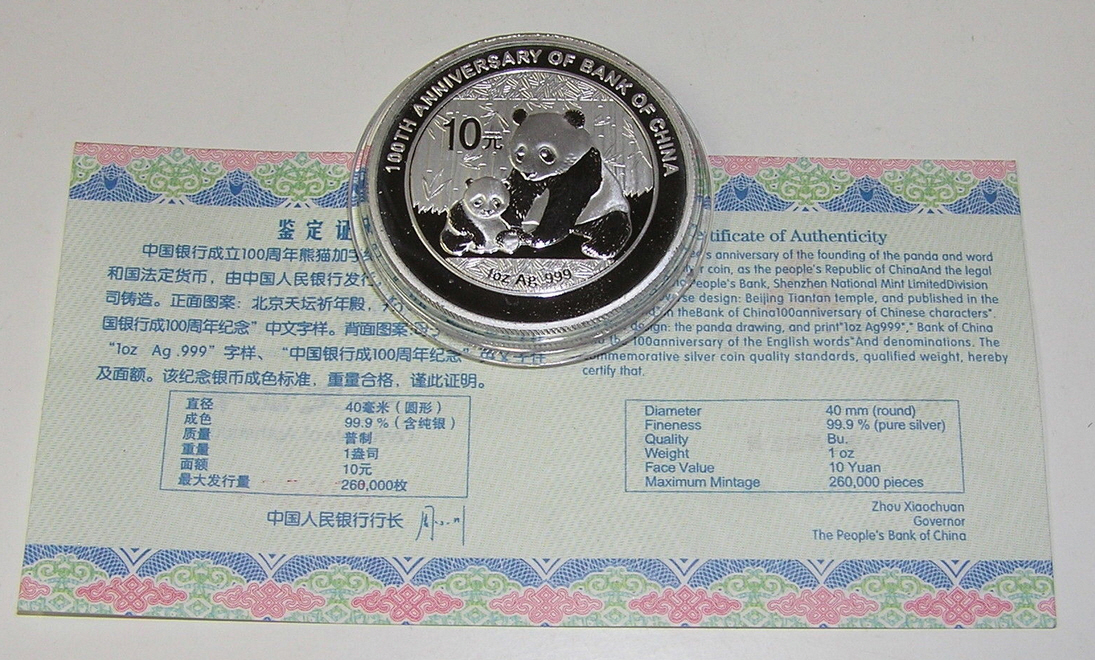 100TH ANNIVERSARY OF BANK OF CHINA
10元
1oz Ag .999
鉴定证
中国银行成立100周年熊猫加字
和国法定货币，由中国人民银行发行
司铸造。正面图案：北京天坛祈年殿，
国银行成100周年纪念”中文字样。背面图案
“1oz Ag .999”字样、“中国银行成100周年纪念”
及面额。该纪念银币成色标准，重量合格，谨此证明。
直径 40毫米（圆形）
成色 99.9 %（含纯银）
质量 普制
重量 1盎司
面额 10元
最大发行量 260,000枚
中国人民银行行长
tificate of Authenticity
anniversary of the founding of the panda and word
coin, as the people's Republic of ChinaAnd the legal
eople's Bank, Shenzhen National Mint LimitedDivision
se design: Beijing Tiantan temple, and published in the
in theBank of China100anniversary of Chinese characters".
ign: the panda drawing, and print"1oz Ag999"," Bank of China
100anniversary of the English words"And denominations. The
mmemorative silver coin quality standards, qualified weight, hereby
certify that.
Diameter 40 mm (round)
Fineness 99.9 % (pure silver)
Quality Bu.
Weight 1 oz
Face Value 10 Yuan
Maximum Mintage 260,000 pieces
Zhou Xiaochuan
Governor
The People's Bank of China